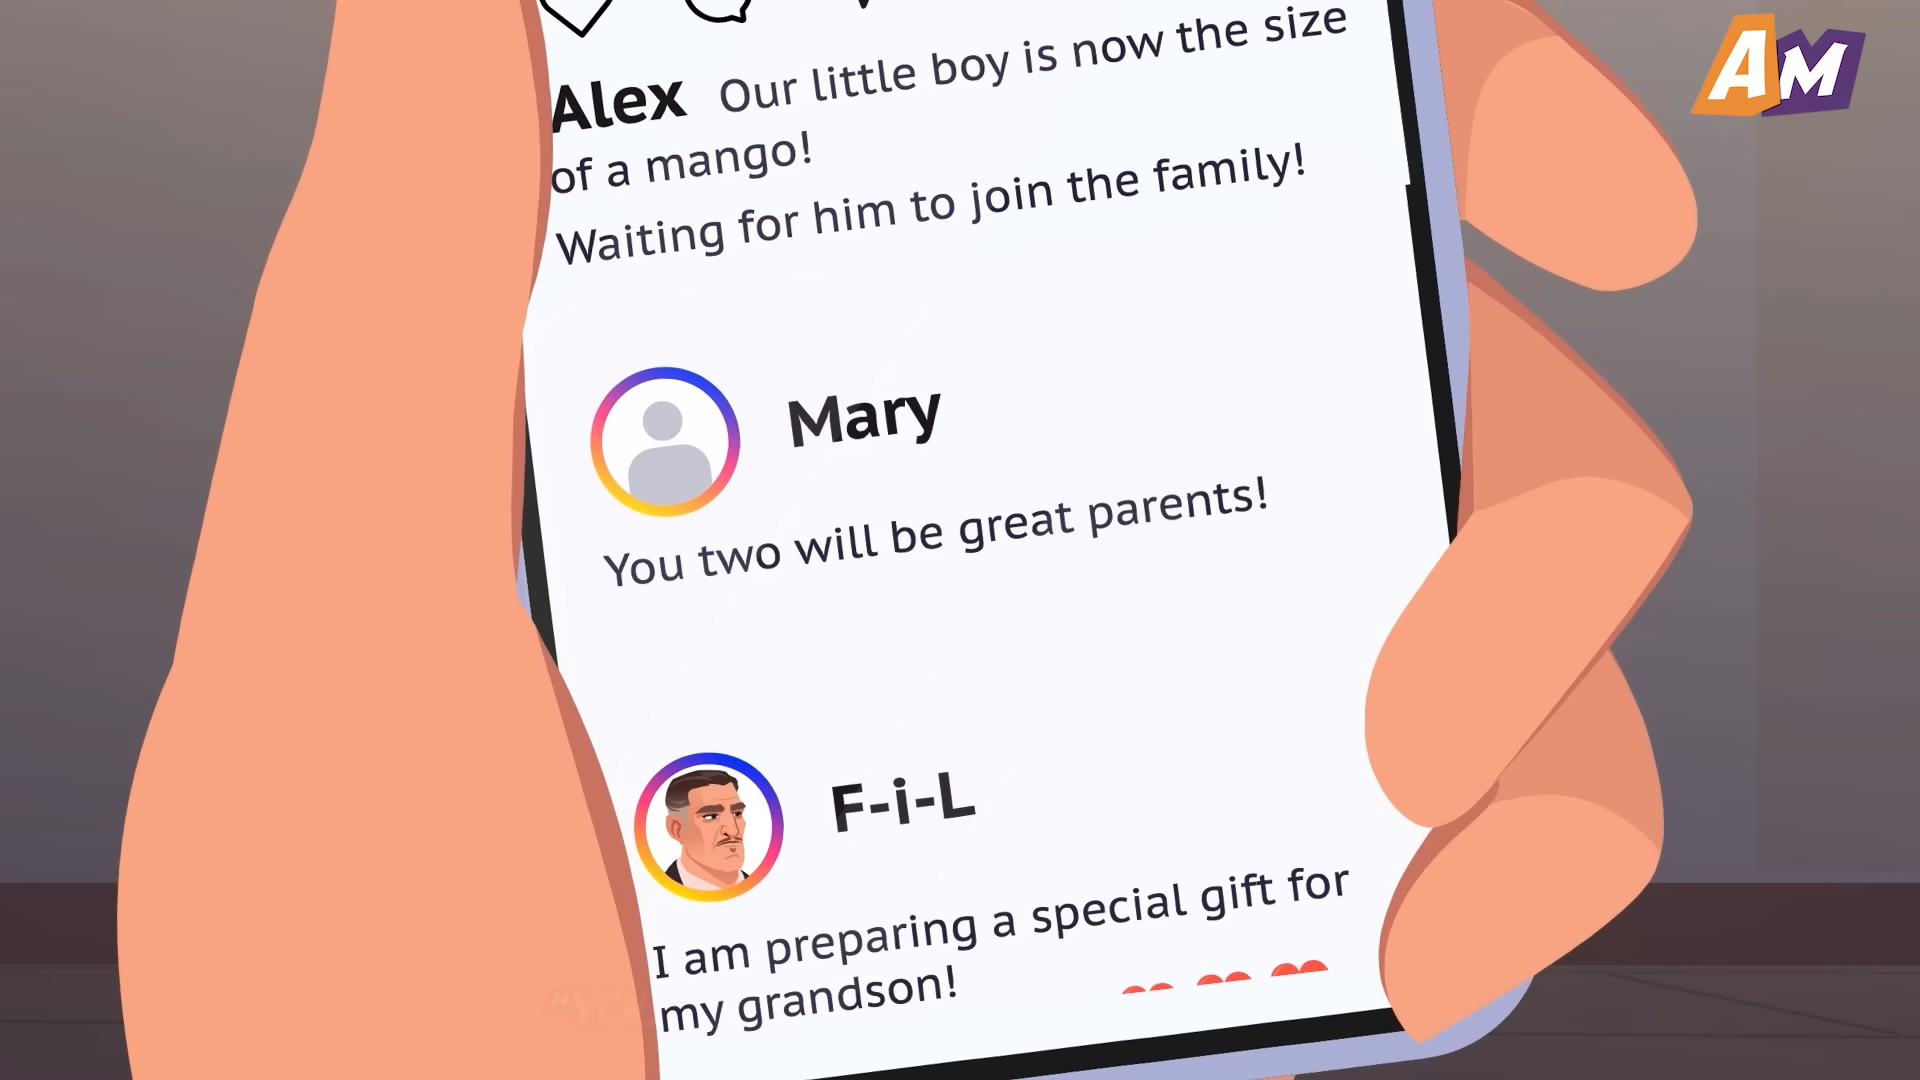 AM
Alex Our little boy is now the size
of a mango!
Waiting for him to join the family!
Mary
You two will be great parents!
F-i-L
I am preparing a special gift for
my grandson!